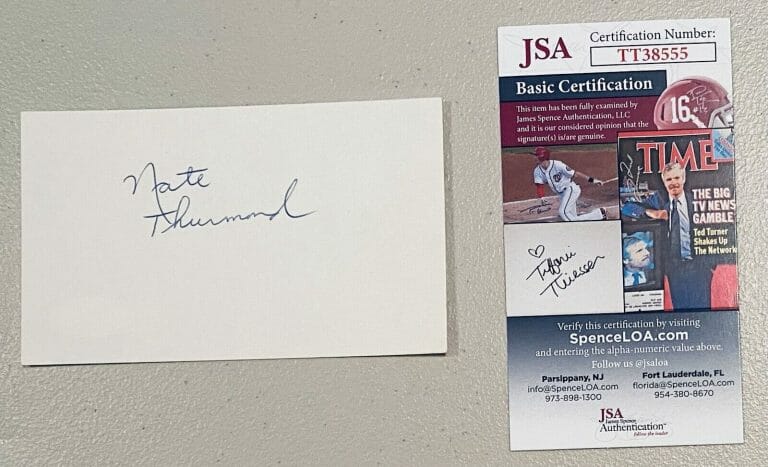 Nate
Thurmond
JSA
Certification Number:
TT38555
Basic Certification
This item has been fully examined by
James Spence Authentication, LLC
and it is our considered opinion that the
signature(s) is/are genuine.
16
TIME
THE BIG
TV NEWS
GAMBLE
Ted Turner
Shakes Up
The Network
Tiffani
Thiessen
Verify this certification by visiting
SpenceLOA.com
and entering the alpha-numeric value above.
Follow us @jsaloa
Parsippany, NJ
info@SpenceLOA.com
973-898-1300
Fort Lauderdale, FL
florida@SpenceLOA.com
954-380-8670
JSA
James Spence
Authentication
Follow the leader